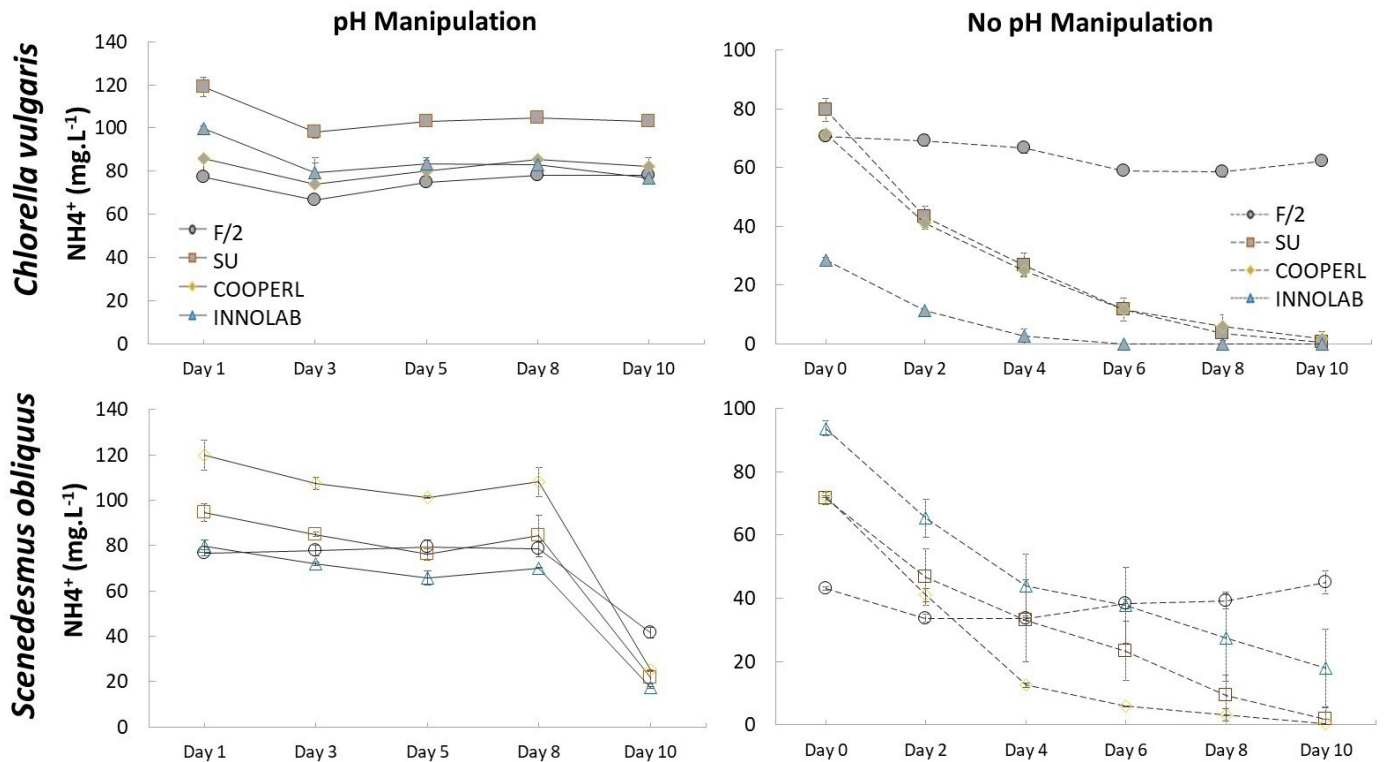 pH Manipulation
No pH Manipulation
Chlorella vulgaris
NH4⁺ (mg.L⁻¹)
140
120
100
80
60
40
20
0
F/2
SU
COOPERL
INNOLAB
Day 1
Day 3
Day 5
Day 8
Day 10
100
80
60
40
20
0
F/2
SU
COOPERL
INNOLAB
Day 0
Day 2
Day 4
Day 6
Day 8
Day 10
Scenedesmus obliquus
NH4⁺ (mg.L⁻¹)
140
120
100
80
60
40
20
0
Day 1
Day 3
Day 5
Day 8
Day 10
100
80
60
40
20
0
Day 0
Day 2
Day 4
Day 6
Day 8
Day 10